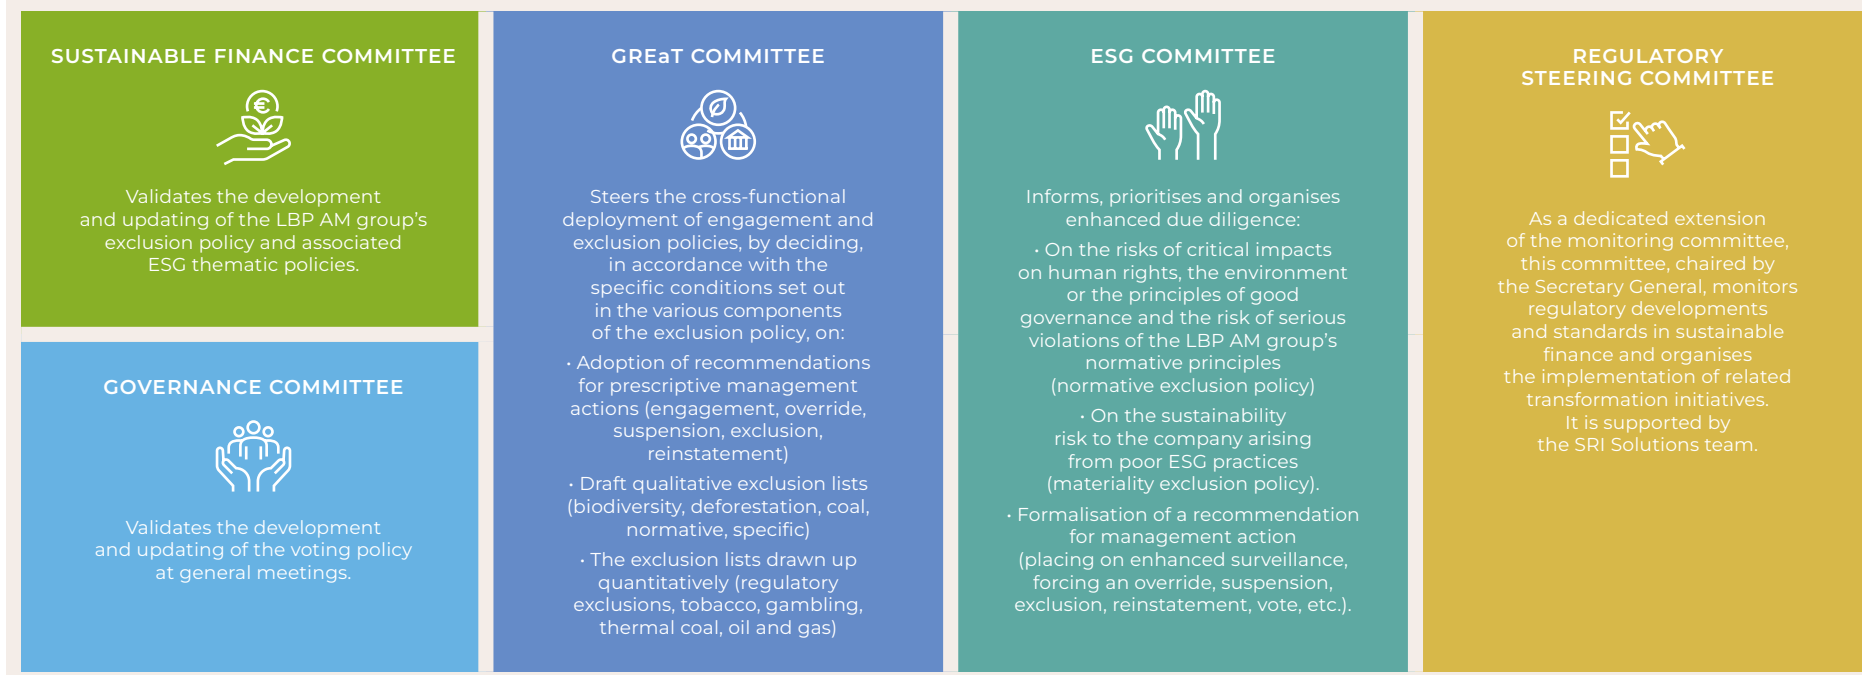 SUSTAINABLE FINANCE COMMITTEE
€
Validates the development
and updating of the LBP AM group's
exclusion policy and associated
ESG thematic policies.
GOVERNANCE COMMITTEE
Validates the development
and updating of the voting policy
at general meetings.
GREaT COMMITTEE
Steers the cross-functional
deployment of engagement and
exclusion policies, by deciding,
in accordance with the
specific conditions set out
in the various components
of the exclusion policy, on:
• Adoption of recommendations
for prescriptive management
actions (engagement, override,
suspension, exclusion,
reinstatement)
• Draft qualitative exclusion lists
(biodiversity, deforestation, coal,
normative, specific)
• The exclusion lists drawn up
quantitatively (regulatory
exclusions, tobacco, gambling,
thermal coal, oil and gas)
ESG COMMITTEE
Informs, prioritises and organises
enhanced due diligence:
• On the risks of critical impacts
on human rights, the environment
or the principles of good
governance and the risk of serious
violations of the LBP AM group's
normative principles
(normative exclusion policy)
• On the sustainability
risk to the company arising
from poor ESG practices
(materiality exclusion policy).
• Formalisation of a recommendation
for management action
(placing on enhanced surveillance,
forcing an override, suspension,
exclusion, reinstatement, vote, etc.).
REGULATORY
STEERING COMMITTEE
As a dedicated extension
of the monitoring committee,
this committee, chaired by
the Secretary General, monitors
regulatory developments
and standards in sustainable
finance and organises
the implementation of related
transformation initiatives.
It is supported by
the SRI Solutions team.